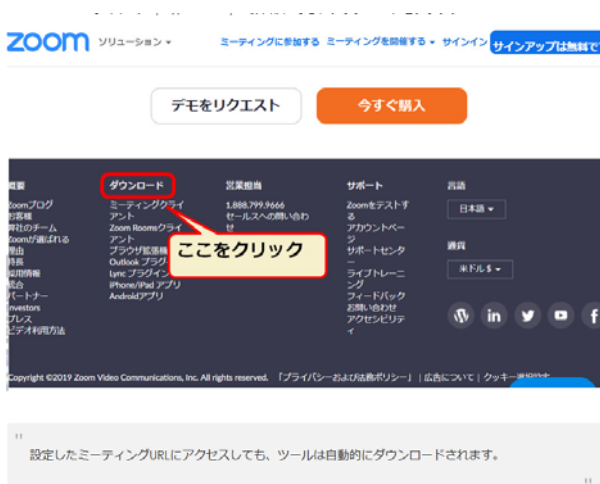 zoom ソリューション ミーティングに参加する ミーティングを開催する サインイン サインアップは無料で
デモをリクエスト 今すぐ購入
概要
Zoomブログ
お客様
弊社のチーム
Zoomが選ばれる
理由
特長
採用情報
統合
パートナー
Investors
プレス
ビデオ利用方法
ダウンロード
ミーティングクライ
アント
Zoom Roomsクライ
アント
ブラウザ拡張機
Outlook プラグ
Lync プラグイン
iPhone/iPad アプリ
Androidアプリ
ここをクリック
営業担当
1.888.799.9666
セールスへの問い合わ
せ
サポート
Zoomをテストす
る
アカウントペー
ジ
サポートセンタ
ー
ライブトレーニ
ング
フィードバック
お問い合わせ
アクセシビリテ
ィ
言語
日本語
通貨
米ドル $
in f
Copyright ©2019 Zoom Video Communications, Inc. All rights reserved. 「プライバシーおよび法務ポリシー」 | 広告について | クッキー
"
設定したミーティングURLにアクセスしても、ツールは自動的にダウンロードされます。
"